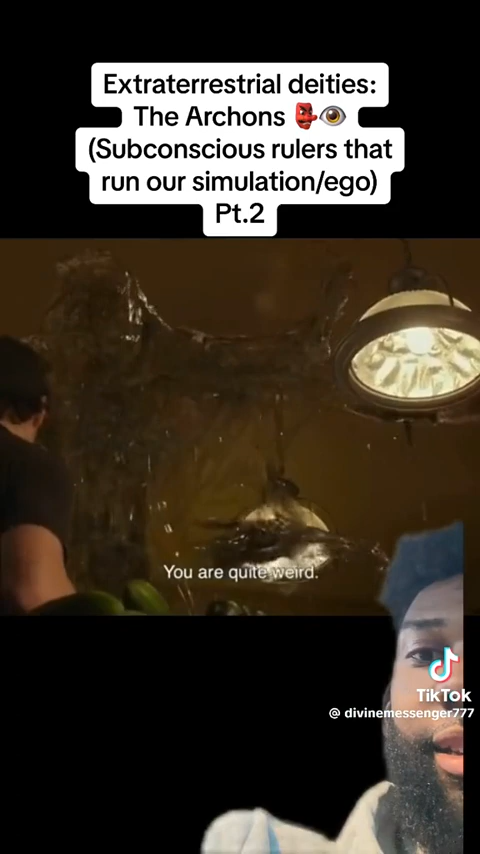 Extraterrestrial deities:
The Archons 👺👁️
(Subconscious rulers that
run our simulation/ego)
Pt.2
You are quite weird.
TikTok
@ divinemessenger777